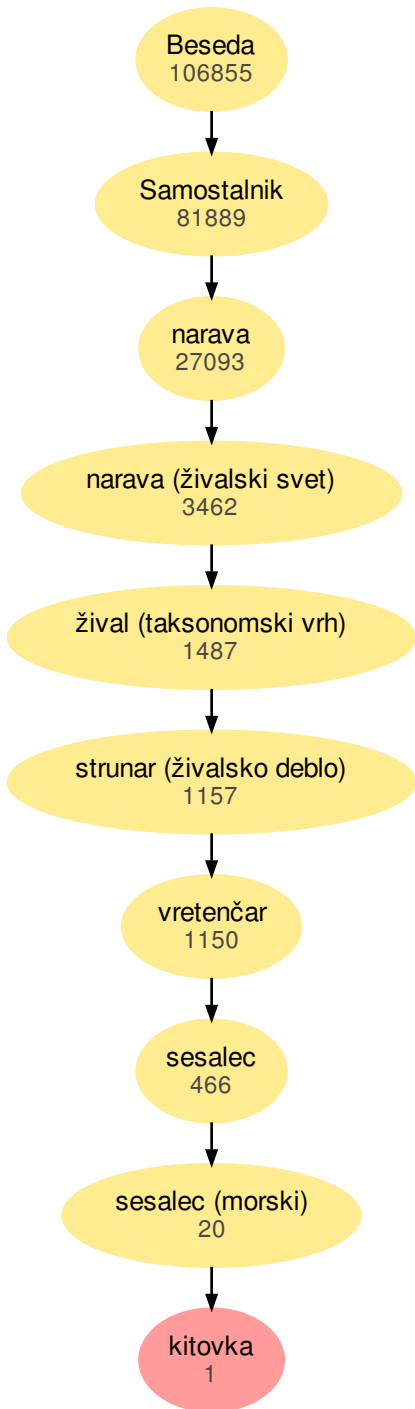 Beseda
106855
Samostalnik
81889
narava
27093
narava (živalski svet)
3462
žival (taksonomski vrh)
1487
strunar (živalsko deblo)
1157
vretenčar
1150
sesalec
466
sesalec (morski)
20
kitovka
1